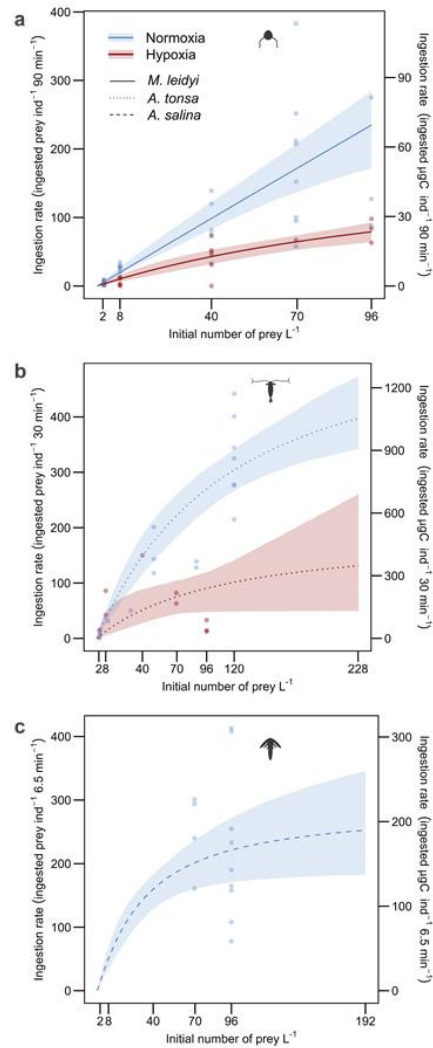 a
Normoxia
Hypoxia
M. leidyi
A. tonsa
A. salina
Ingestion rate (ingested prey ind⁻¹ 90 min⁻¹)
400
300
200
100
0
Ingestion rate (ingested µgC ind⁻¹ 90 min⁻¹)
90
60
30
0
2 8 40 70 96
Initial number of prey L⁻¹
b
Ingestion rate (ingested prey ind⁻¹ 30 min⁻¹)
400
300
200
100
0
Ingestion rate (ingested µgC ind⁻¹ 30 min⁻¹)
1200
900
600
300
0
28 40 70 96 120 228
Initial number of prey L⁻¹
c
Ingestion rate (ingested prey ind⁻¹ 6.5 min⁻¹)
400
300
200
100
0
Ingestion rate (ingested µgC ind⁻¹ 6.5 min⁻¹)
300
200
100
0
2 8 40 70 96 192
Initial number of prey L⁻¹